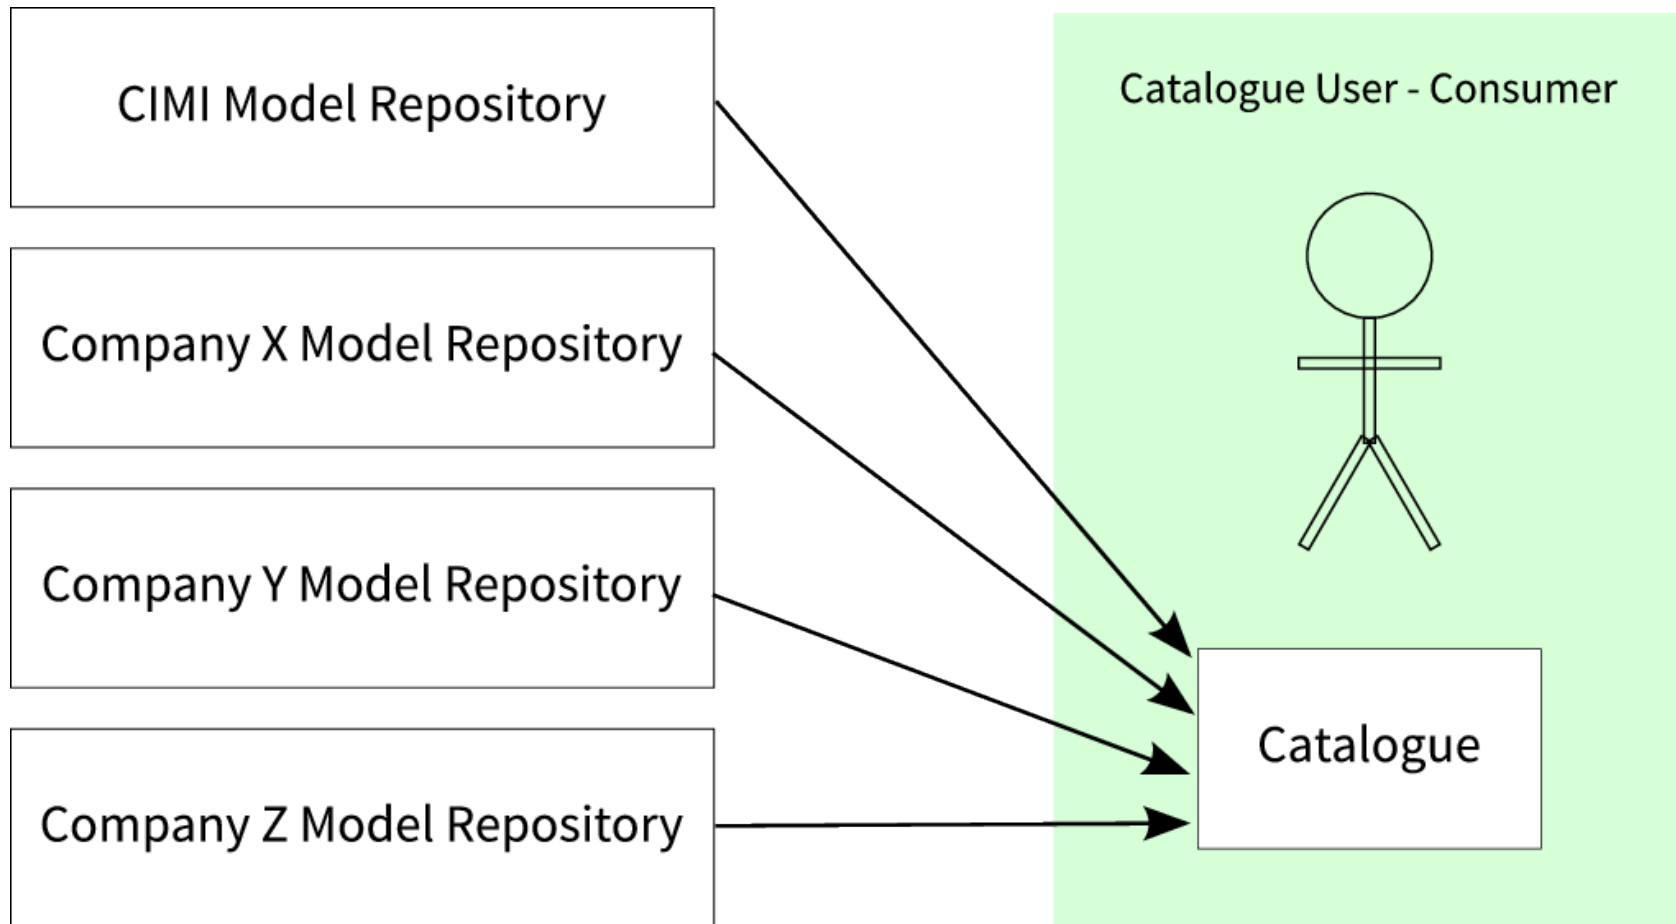 CIMI Model Repository
Catalogue User - Consumer
Company X Model Repository
Company Y Model Repository
Company Z Model Repository
Catalogue